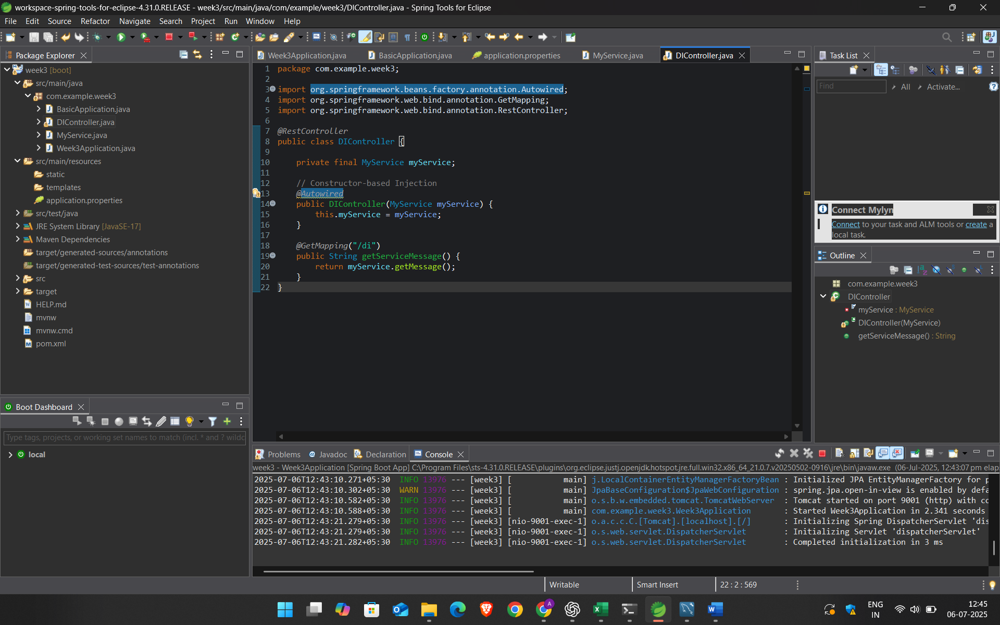 workspace-spring-tools-for-eclipse-4.31.0.RELEASE - week3/src/main/java/com/example/week3/DIController.java - Spring Tools for Eclipse
File Edit Source Refactor Navigate Search Project Run Window Help
Package Explorer
week3 [boot]
src/main/java
com.example.week3
BasicApplication.java
DIController.java
MyService.java
Week3Application.java
src/main/resources
static
templates
application.properties
src/test/java
JRE System Library [JavaSE-17]
Maven Dependencies
target/generated-sources/annotations
target/generated-test-sources/test-annotations
src
target
HELP.md
mvnw
mvnw.cmd
pom.xml
Boot Dashboard
Type tags, projects, or working set names to match (incl. * and ? wildc
local
Week3Application.java BasicApplication.java application.properties MyService.java DIController.java
1 package com.example.week3;
2
3 import org.springframework.beans.factory.annotation.Autowired;
4 import org.springframework.web.bind.annotation.GetMapping;
5 import org.springframework.web.bind.annotation.RestController;
6
7 @RestController
8 public class DIController {
9
10 private final MyService myService;
11
12 // Constructor-based Injection
13 @Autowired
14 public DIController(MyService myService) {
15 this.myService = myService;
16 }
17
18 @GetMapping("/di")
19 public String getServiceMessage() {
20 return myService.getMessage();
21 }
22 }
Task List
Find All Activate...
Connect Mylyn
Connect to your task and ALM tools or create a
local task.
Outline
com.example.week3
DIController
myService : MyService
DIController(MyService)
getServiceMessage() : String
Problems Javadoc Declaration Console
week3 - Week3Application [Spring Boot App] C:\Program Files\sts-4.31.0.RELEASE\plugins\org.eclipse.justj.openjdk.hotspot.jre.full.win32.x86_64_21.0.7.v20250502-0916\jre\bin\javaw.exe (06-Jul-2025, 12:43:07 pm elap
2025-07-06T12:43:10.271+05:30 INFO 13976 --- [week3] [ main] j.LocalContainerEntityManagerFactoryBean : Initialized JPA EntityManagerFactory for p
2025-07-06T12:43:10.302+05:30 WARN 13976 --- [week3] [ main] JpaBaseConfiguration$JpaWebConfiguration : spring.jpa.open-in-view is enabled by defa
2025-07-06T12:43:10.582+05:30 INFO 13976 --- [week3] [ main] o.s.b.w.embedded.tomcat.TomcatWebServer : Tomcat started on port 9001 (http) with co
2025-07-06T12:43:10.588+05:30 INFO 13976 --- [week3] [ main] com.example.week3.Week3Application : Started Week3Application in 2.341 seconds
2025-07-06T12:43:21.279+05:30 INFO 13976 --- [week3] [nio-9001-exec-1] o.a.c.c.C.[Tomcat].[localhost].[/] : Initializing Spring DispatcherServlet 'dis
2025-07-06T12:43:21.279+05:30 INFO 13976 --- [week3] [nio-9001-exec-1] o.s.web.servlet.DispatcherServlet : Initializing Servlet 'dispatcherServlet'
2025-07-06T12:43:21.282+05:30 INFO 13976 --- [week3] [nio-9001-exec-1] o.s.web.servlet.DispatcherServlet : Completed initialization in 3 ms
Writable Smart Insert 22 : 2 : 569
ENG 12:45
IN 06-07-2025